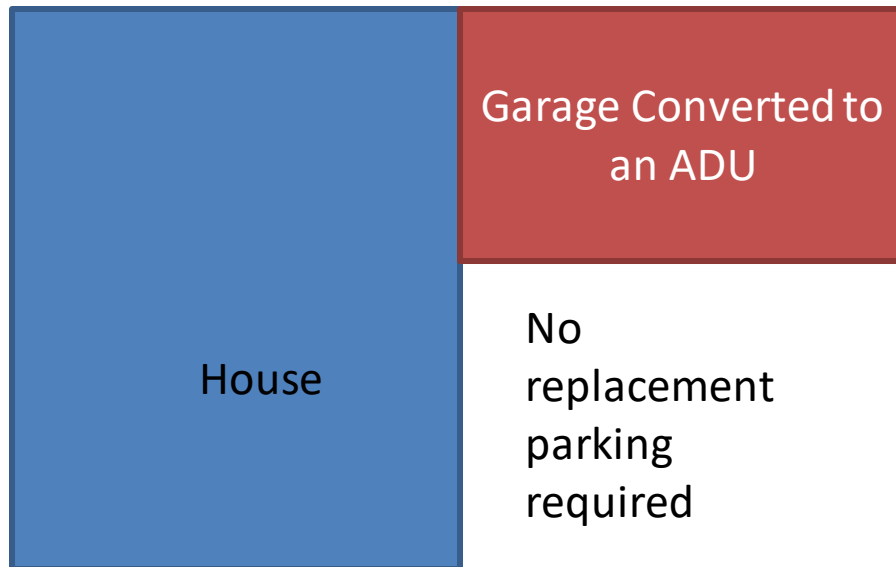 Garage Converted to
an ADU
House
No
replacement
parking
required